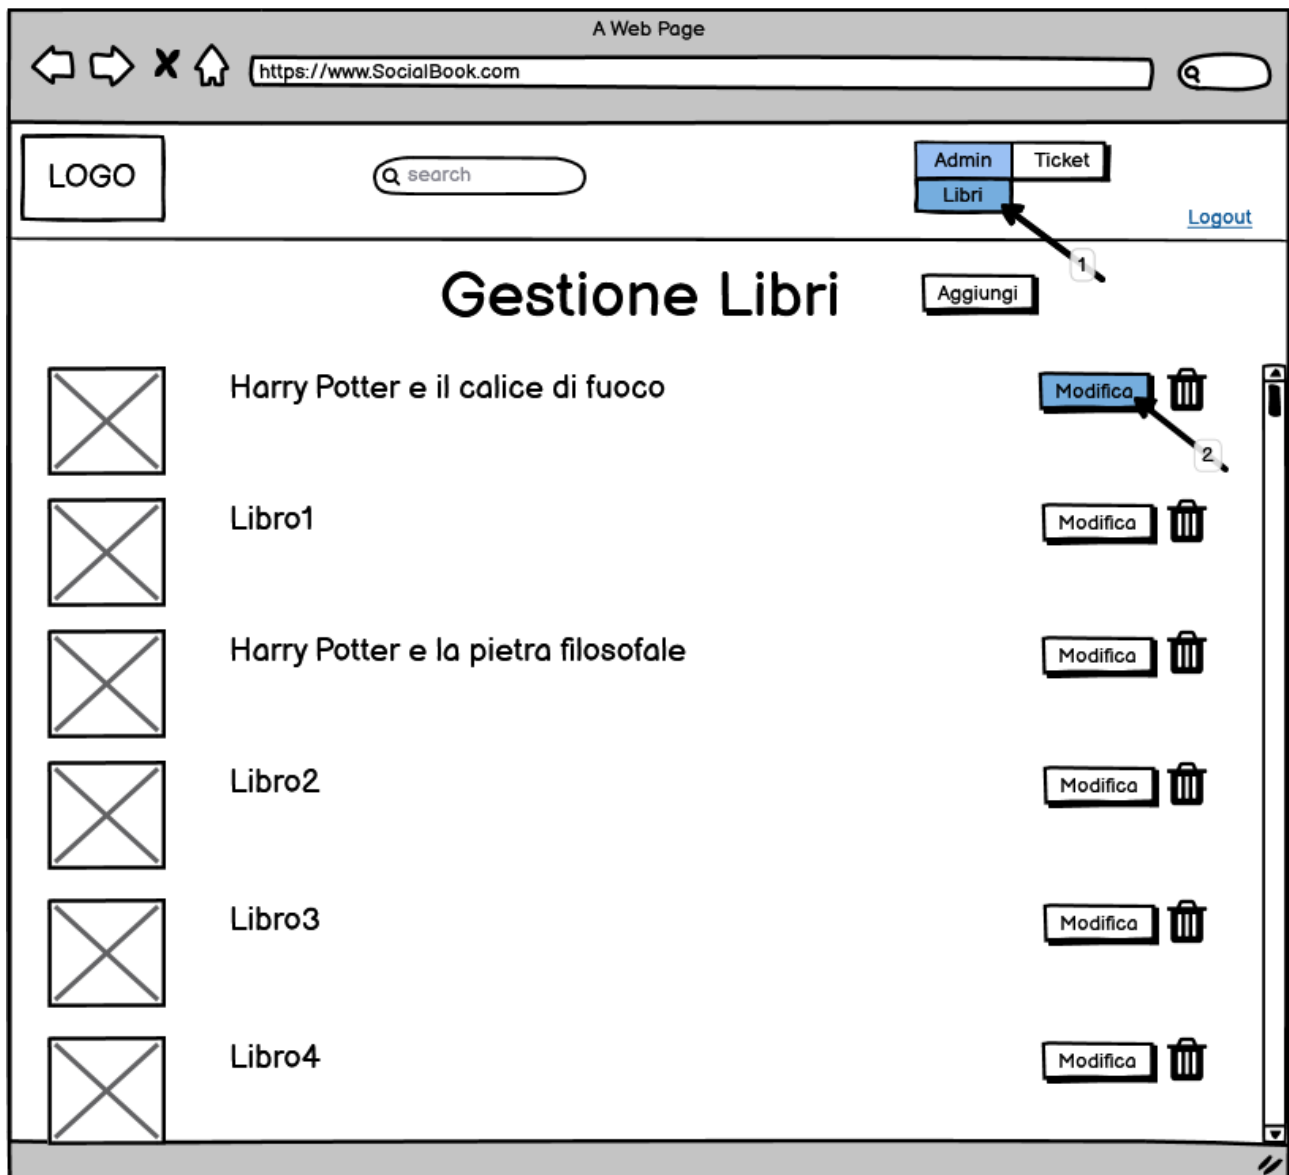 A Web Page
https://www.SocialBook.com
LOGO
search
Admin Ticket
Libri
Logout
1
Gestione Libri
Aggiungi
Harry Potter e il calice di fuoco
Modifica
2
Libro1
Modifica
Harry Potter e la pietra filosofale
Modifica
Libro2
Modifica
Libro3
Modifica
Libro4
Modifica